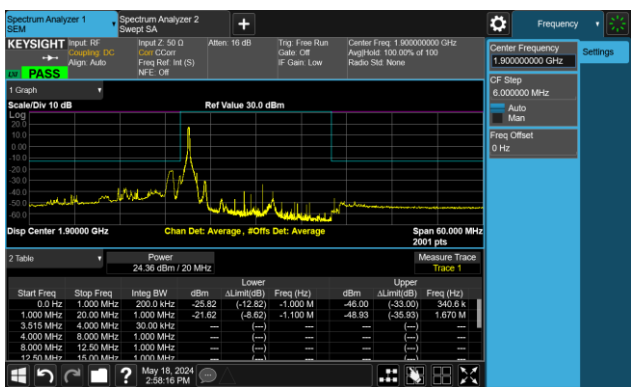 Spectrum Analyzer 1
SEM
Spectrum Analyzer 2
Swept SA
Frequency
KEYSIGHT
Input: RF
Coupling: DC
Align: Auto
Input Z: 50 Ω
Corr CCorr
Freq Ref: Int (S)
NFE: Off
Atten: 16 dB
Trig: Free Run
Gate: Off
IF Gain: Low
Center Freq: 1.900000000 GHz
Avg|Hold: 100.00% of 100
Radio Std: None
PASS
Center Frequency
1.900000000 GHz
Settings
CF Step
6.000000 MHz
Auto
Man
Freq Offset
0 Hz
1 Graph
Scale/Div 10 dB
Ref Value 30.0 dBm
Log
20.0
10.0
0.00
-10.0
-20.0
-30.0
-40.0
-50.0
-60.0
Disp Center 1.90000 GHz
Chan Det: Average , #Offs Det: Average
Span 60.000 MHz
2001 pts
2 Table
Power
24.36 dBm / 20 MHz
Measure Trace
Trace 1
Lower Upper
Start Freq Stop Freq Integ BW dBm ΔLimit(dB) Freq (Hz) dBm ΔLimit(dB) Freq (Hz)
0.0 Hz 1.000 MHz 200.0 kHz -25.82 (-12.82) -1.000 M -46.00 (-33.00) 340.6 k
1.000 MHz 20.00 MHz 1.000 MHz -21.62 (-8.62) -1.100 M -48.93 (-35.93) 1.670 M
3.515 MHz 4.000 MHz 30.00 kHz --- (---) --- --- (---) ---
4.000 MHz 8.000 MHz 1.000 MHz --- (---) --- --- (---) ---
8.000 MHz 12.50 MHz 1.000 MHz --- (---) --- --- (---) ---
12.50 MHz 15.00 MHz 1.000 MHz --- (---) --- --- (---) ---
May 18, 2024
2:58:16 PM